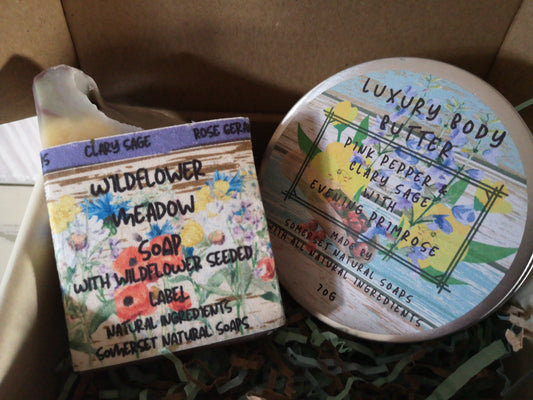 CLARY SAGE
ROSE GERA
WILDFLOWER
MEADOW
SOAP
WITH WILDFLOWER SEEDED
LABEL
NATURAL INGREDIENTS
SOMERSET NATURAL SOAPS
LUXURY BODY
BUTTER
PINK PEPPER &
CLARY SAGE
WITH
EVENING PRIMROSE
MADE BY
SOMERSET NATURAL SOAPS
WITH ALL NATURAL INGREDIENTS
70G